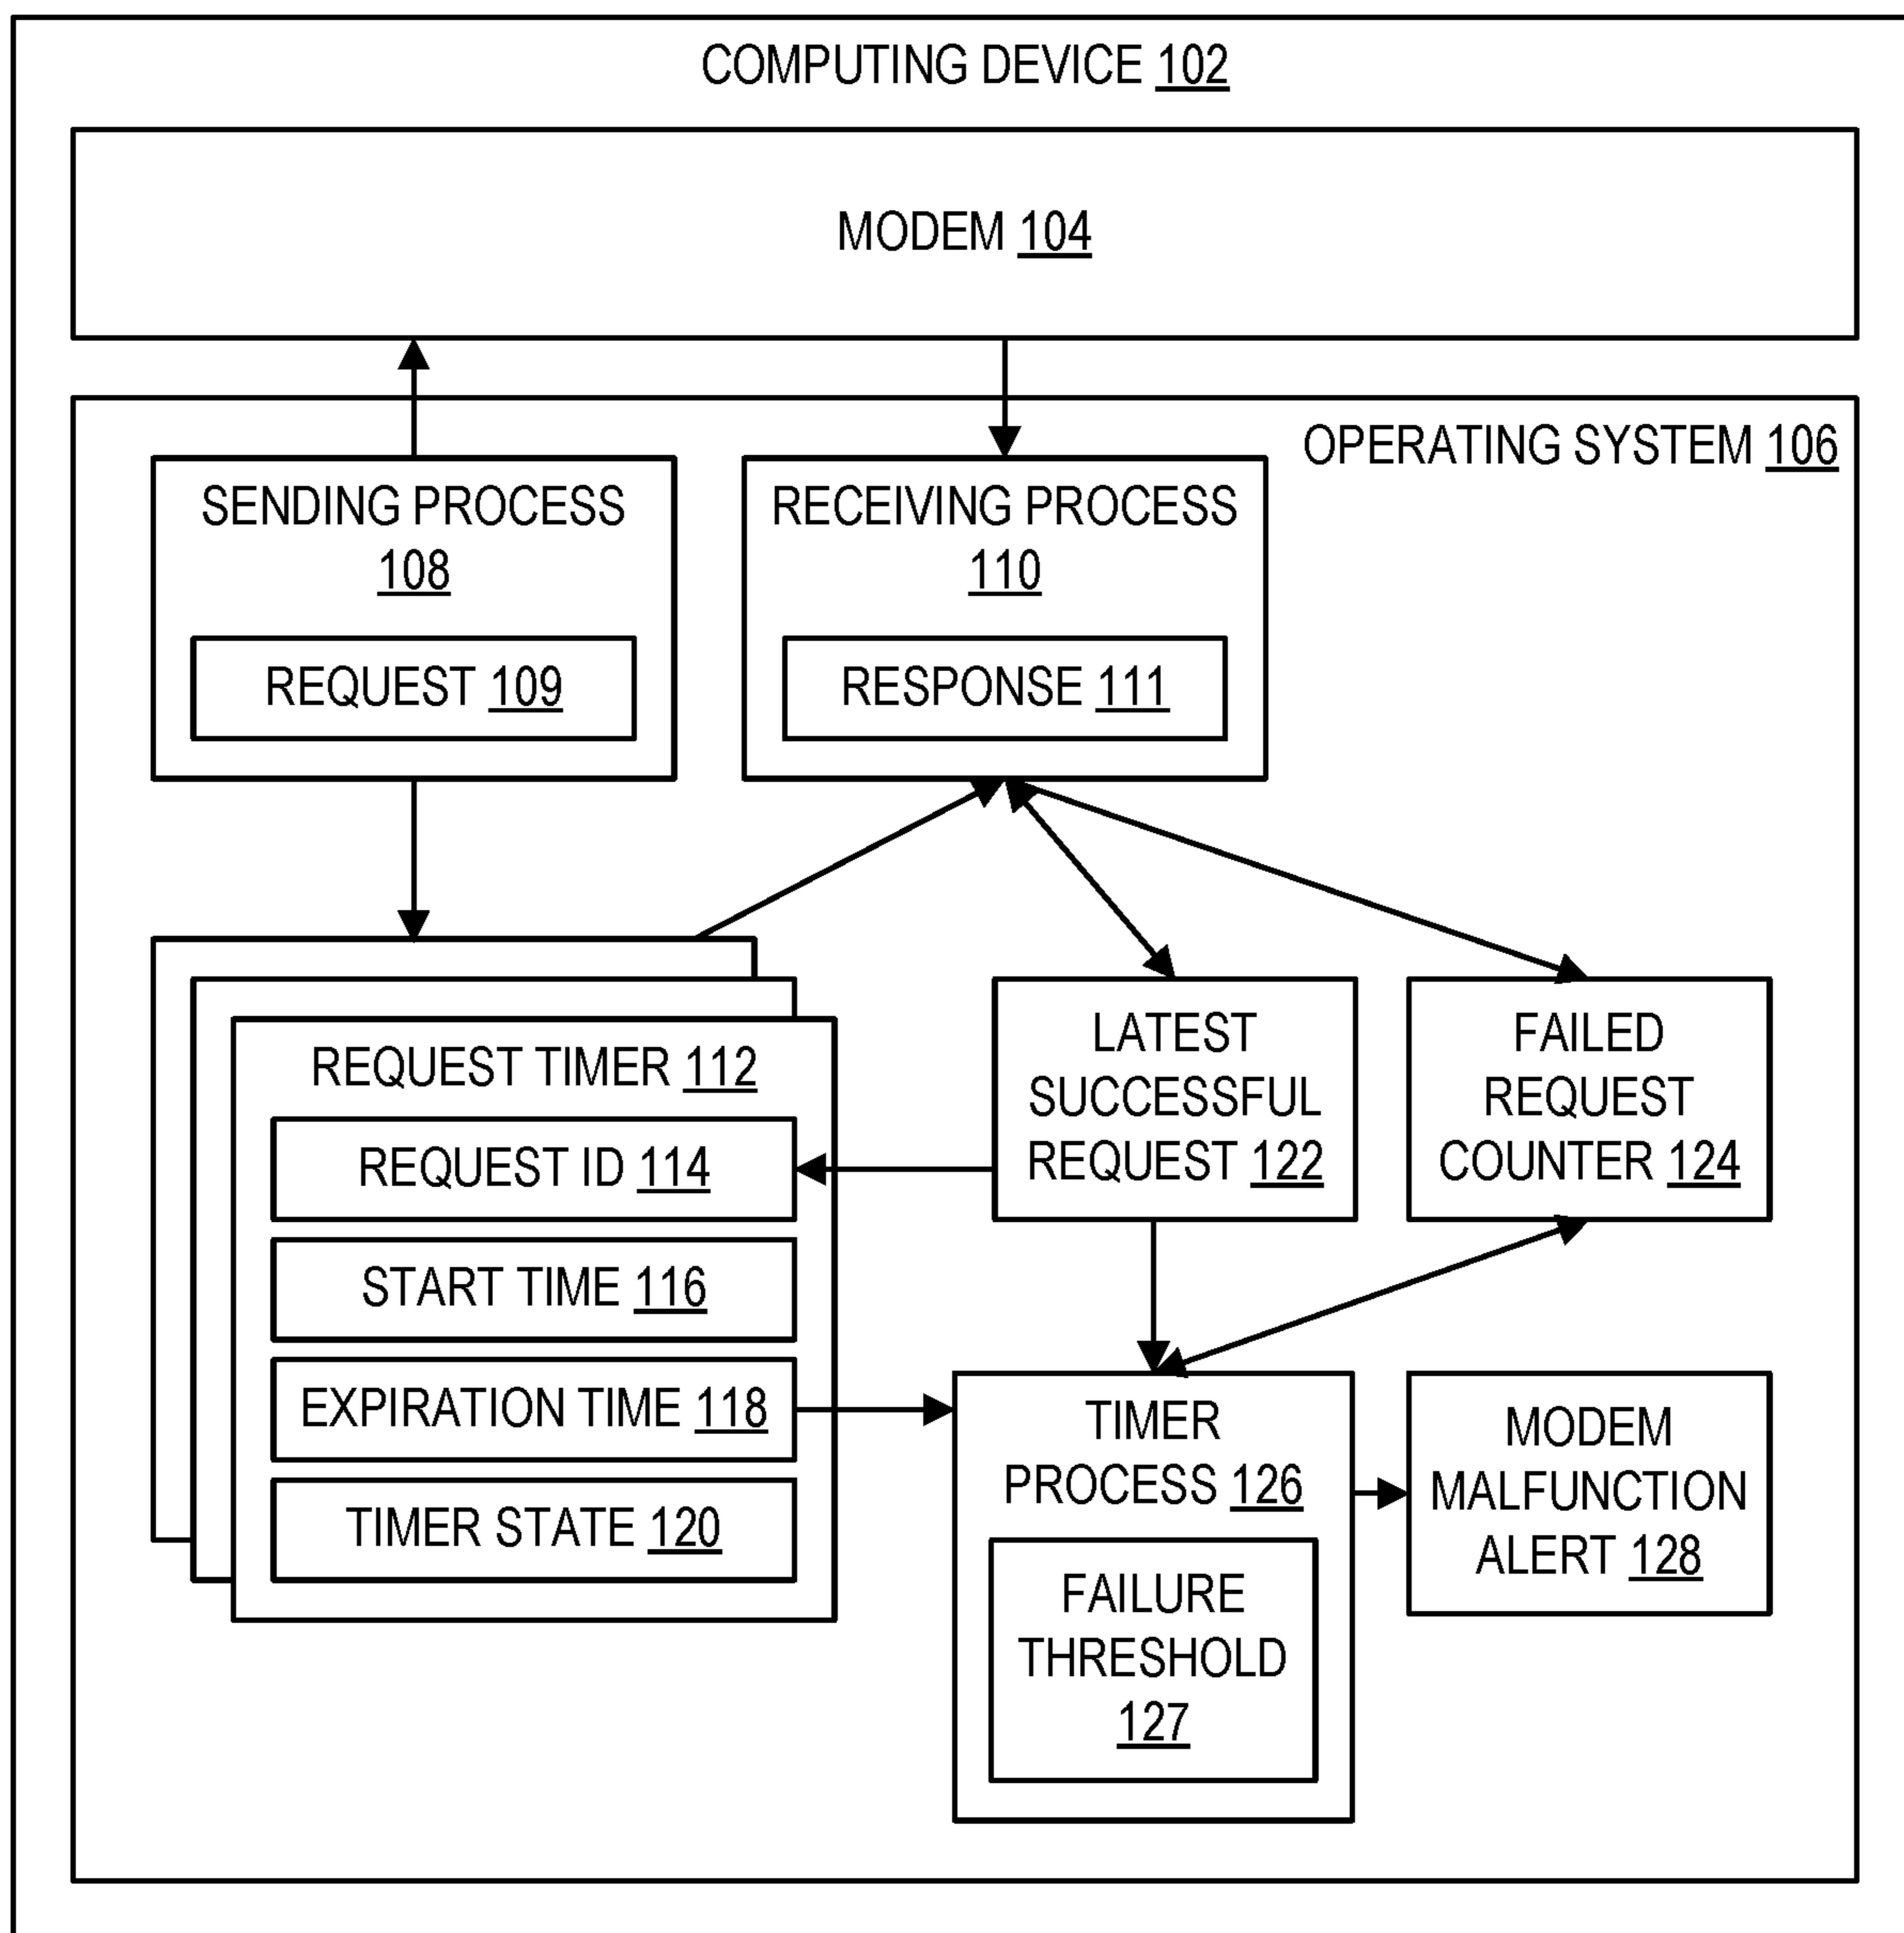 COMPUTING DEVICE 102
MODEM 104
OPERATING SYSTEM 106
SENDING PROCESS
108
REQUEST 109
RECEIVING PROCESS
110
RESPONSE 111
REQUEST TIMER 112
REQUEST ID 114
START TIME 116
EXPIRATION TIME 118
TIMER STATE 120
LATEST
SUCCESSFUL
REQUEST 122
FAILED
REQUEST
COUNTER 124
TIMER
PROCESS 126
FAILURE
THRESHOLD
127
MODEM
MALFUNCTION
ALERT 128